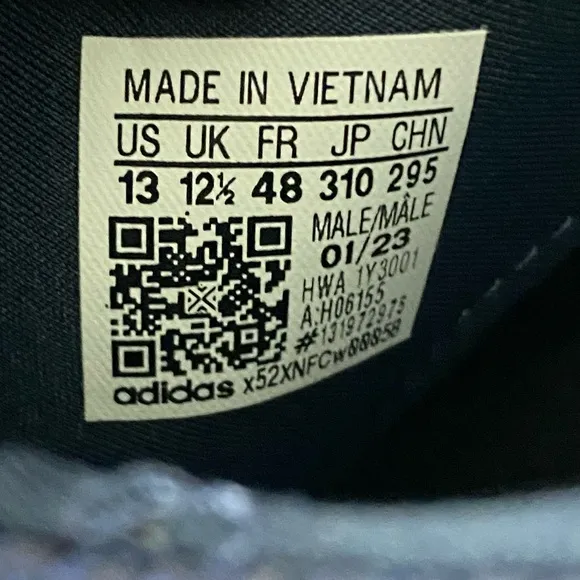 MADE IN VIETNAM
US UK FR JP CHN
13 12½ 48 310 295
MALE/MÂLE
01/23
HWA 1Y3001
A:H06155
#131972975
adidas x52XNFCW00858